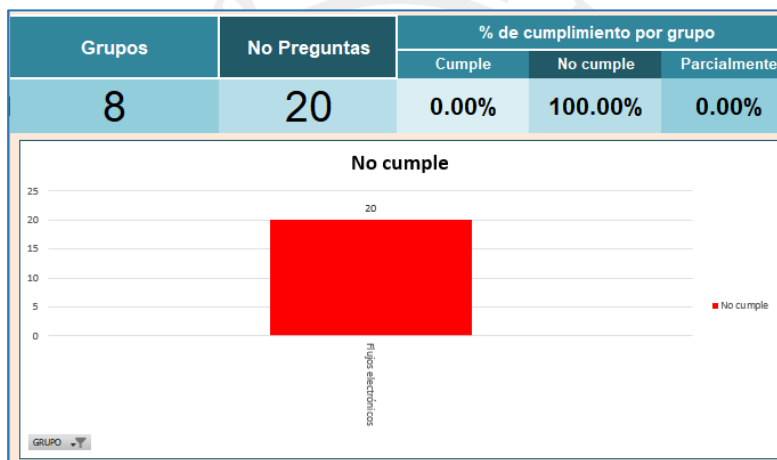 Grupos
No Preguntas
% de cumplimiento por grupo
Cumple
No cumple
Parcialmente
8
20
0.00%
100.00%
0.00%
No cumple
25
20
20
15
10
5
0
No cumple
Flujos electrónicos
GRUPO